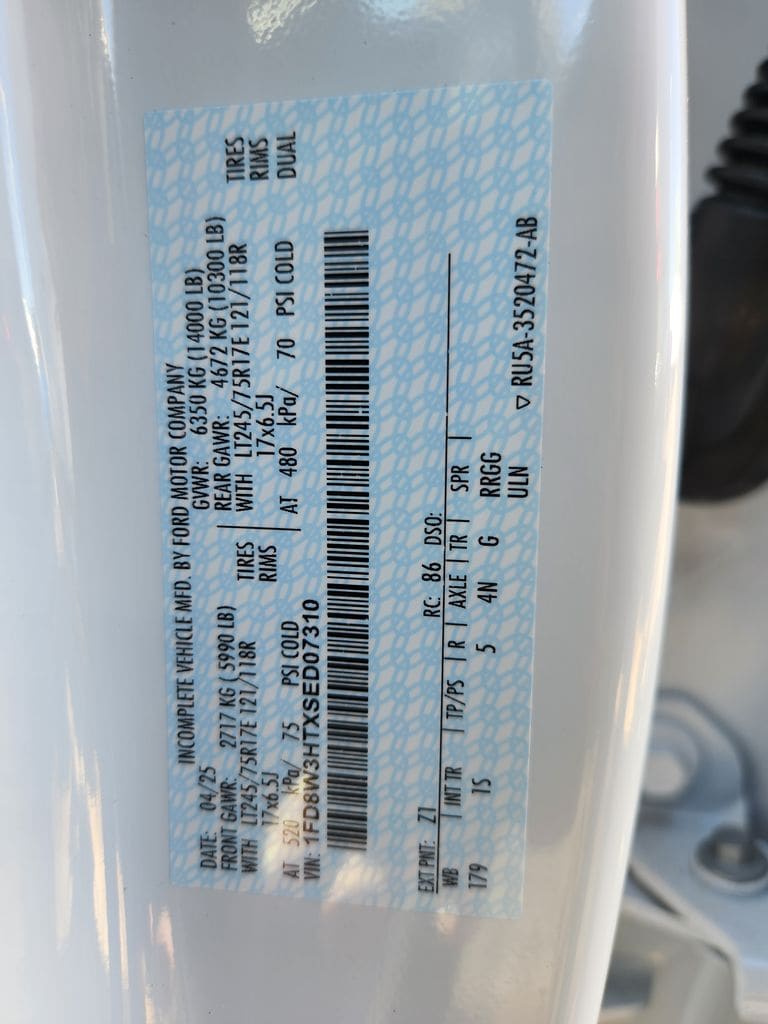 INCOMPLETE VEHICLE MFD. BY FORD MOTOR COMPANY
DATE: 04/25 GVWR: 6350 KG (14000 LB)
FRONT GAWR: 2717 KG ( 5990 LB) REAR GAWR: 4672 KG (10300 LB)
WITH LT245/75R17E 121/118R TIRES WITH LT245/75R17E 121/118R TIRES
17x6.5J RIMS 17x6.5J RIMS
AT 520 kPa/ 75 PSI COLD AT 480 kPa/ 70 PSI COLD DUAL
VIN: 1FD8W3HTXSED07310
EXT PNT: Z1 RC: 86 DSO:
WB | INT TR | TP/PS | R | AXLE | TR | SPR |
179 1S 5 4N G RRGG
ULN
▽ RU5A-3520472-AB